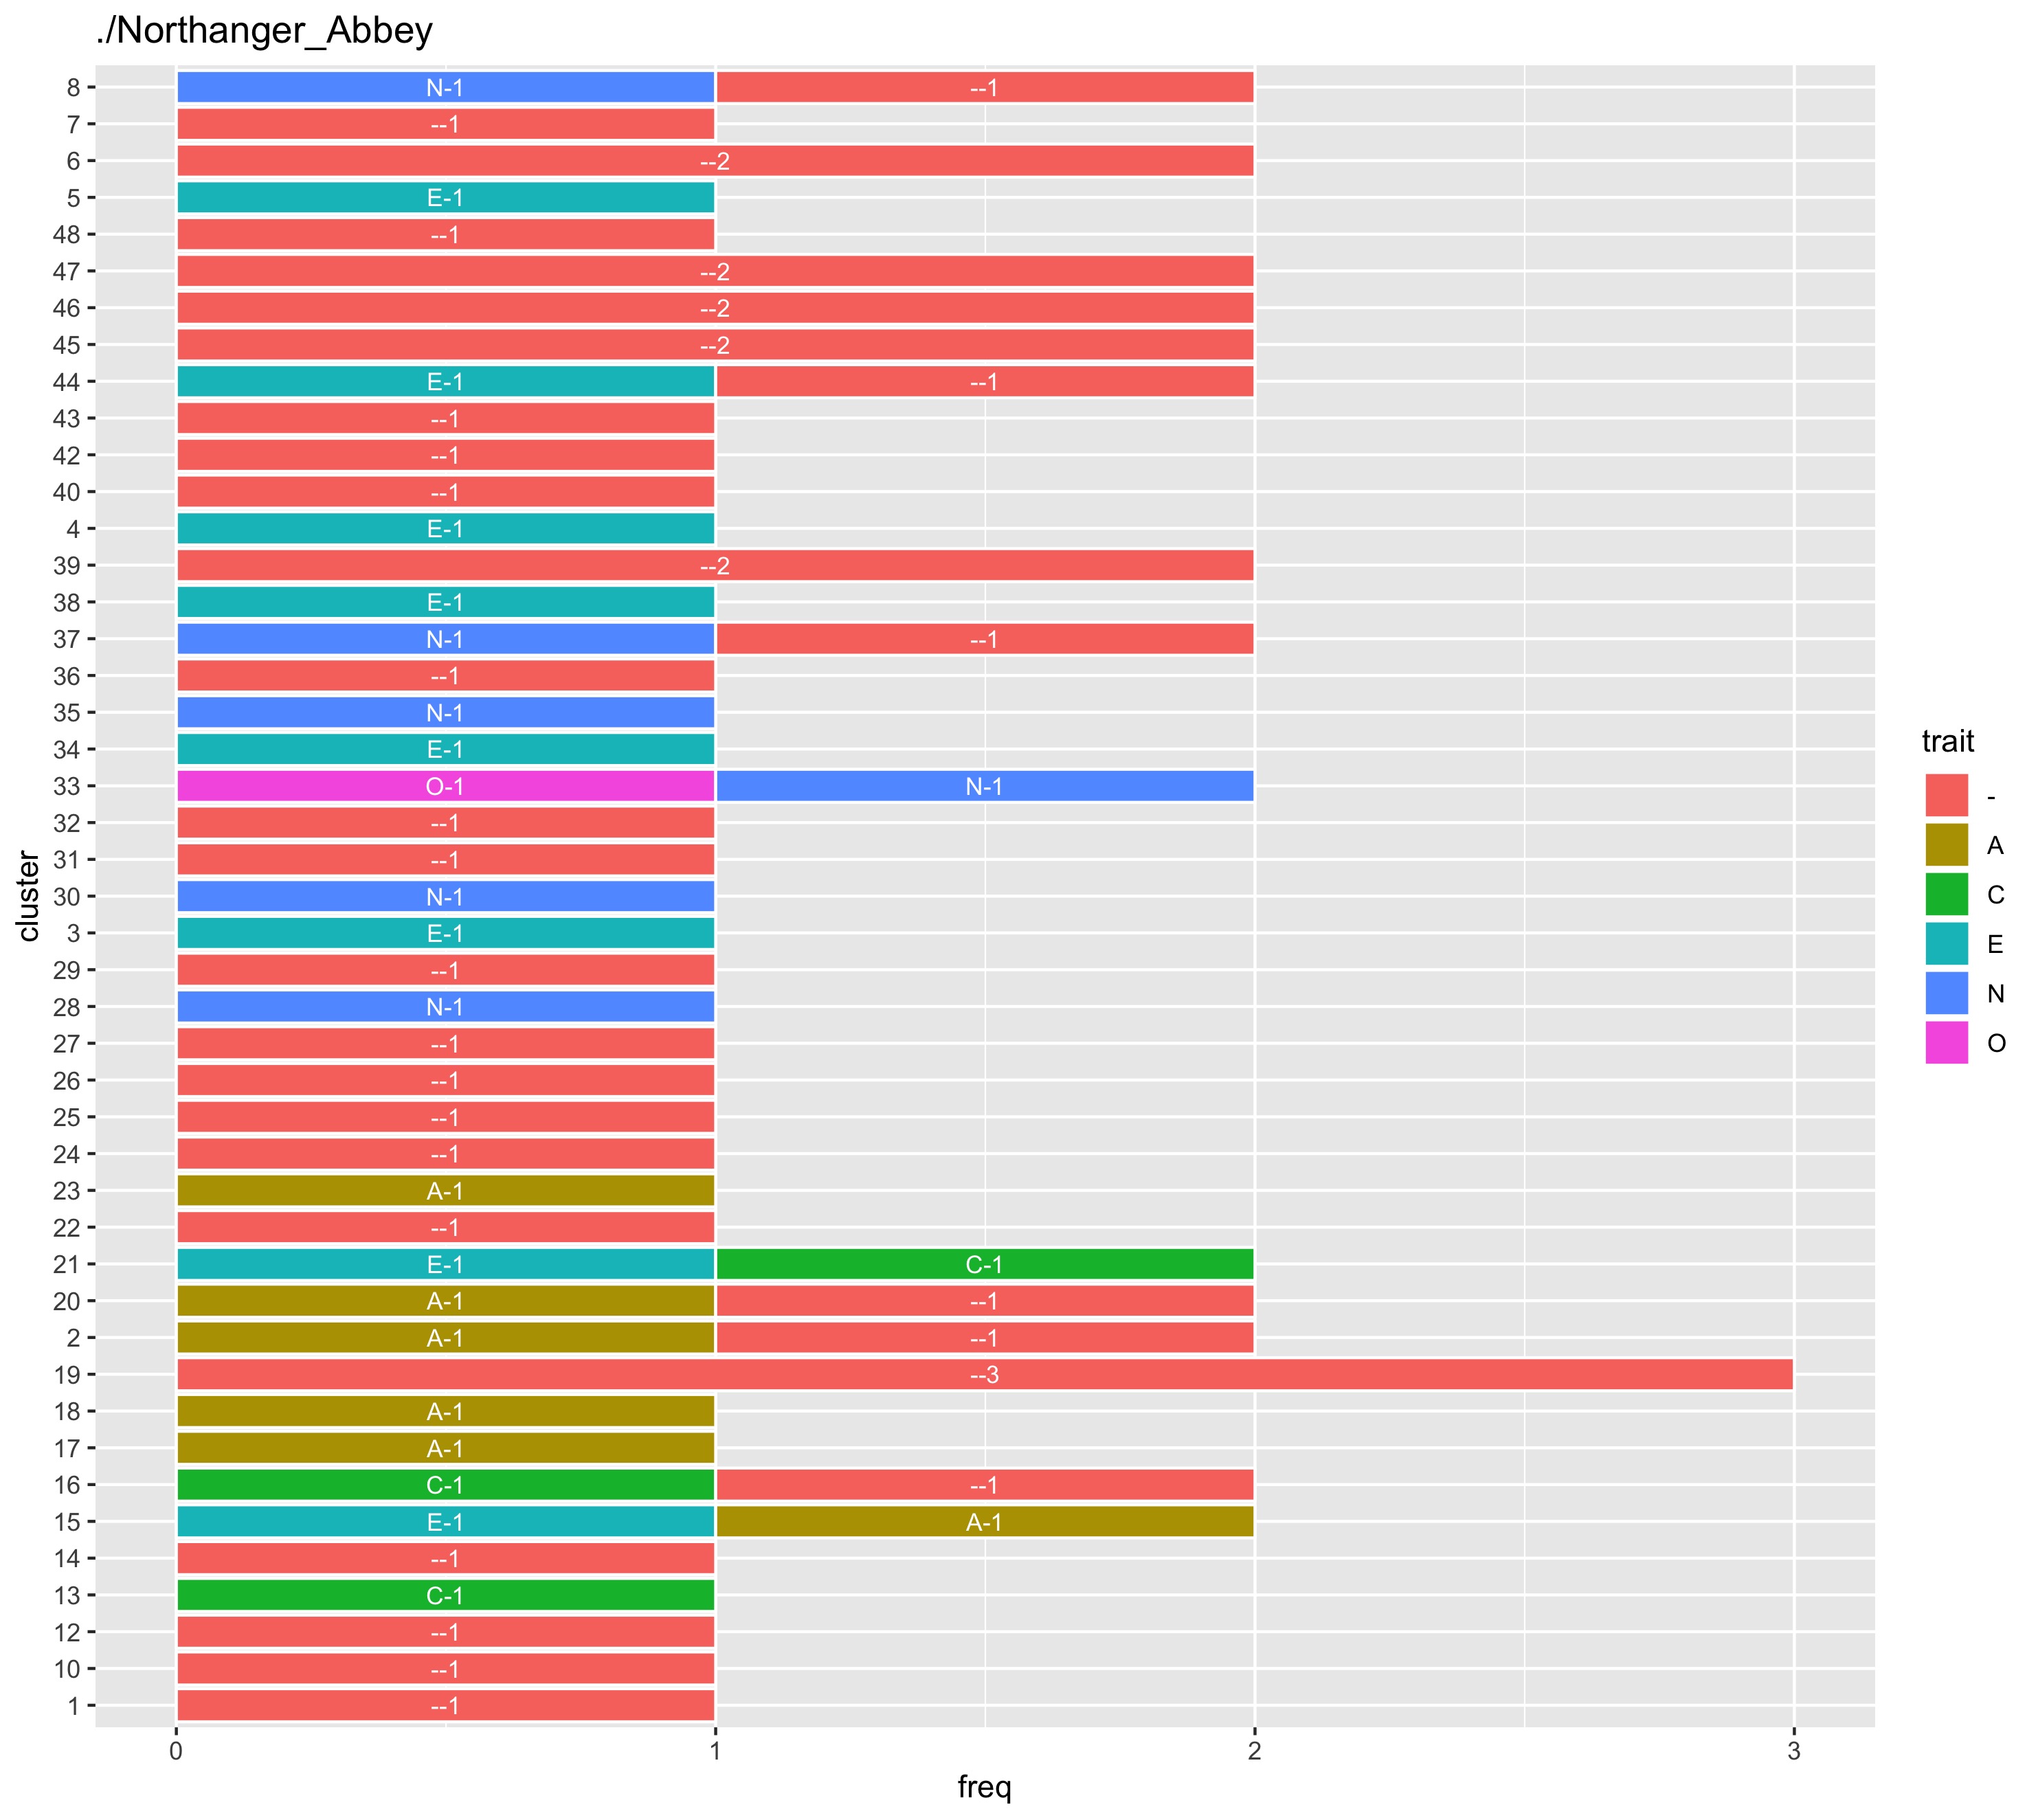 ./Northanger_Abbey
8 N-1 --1
7 --1
6 --2
5 E-1
48 --1
47 --2
46 --2
45 --2
44 E-1 --1
43 --1
42 --1
40 --1
4 E-1
39 --2
38 E-1
37 N-1 --1
36 --1
35 N-1
34 E-1
33 O-1 N-1
32 --1
31 --1
30 N-1
3 E-1
29 --1
28 N-1
27 --1
26 --1
25 --1
24 --1
23 A-1
22 --1
21 E-1 C-1
20 A-1 --1
2 A-1 --1
19 --3
18 A-1
17 A-1
16 C-1 --1
15 E-1 A-1
14 --1
13 C-1
12 --1
10 --1
1 --1
0 1 2 3
freq
cluster
trait
-
A
C
E
N
O